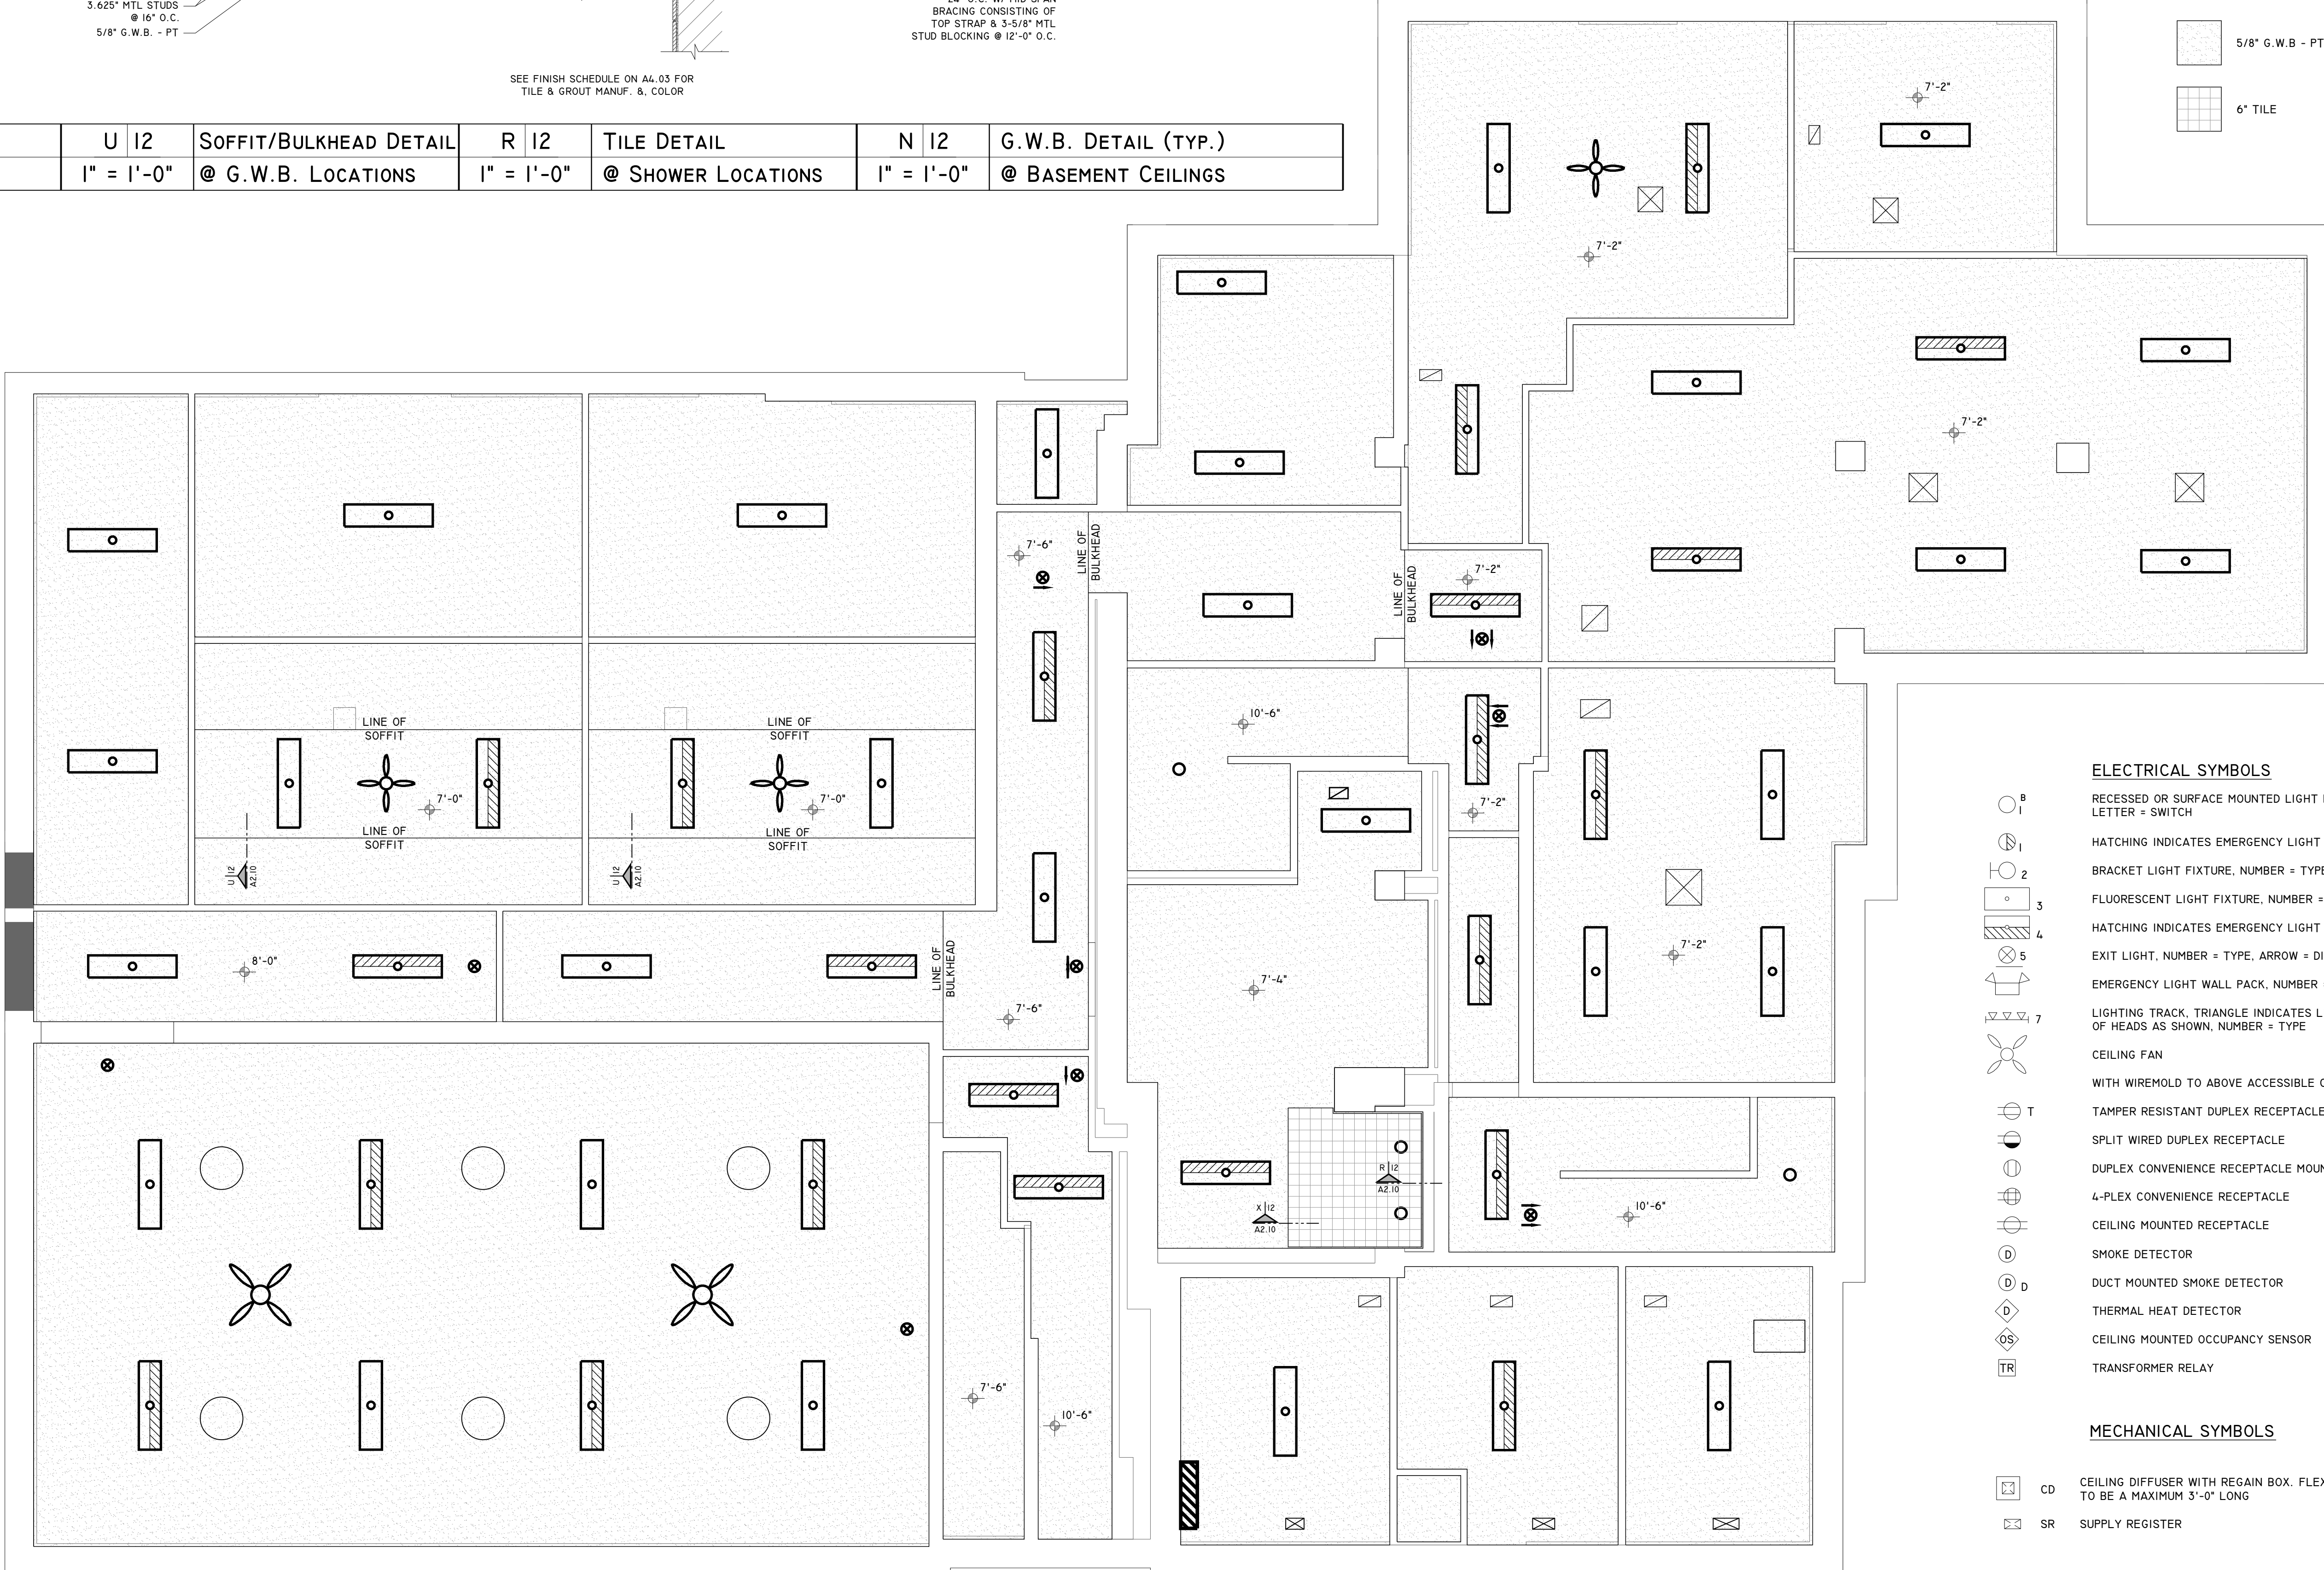 3.625" MTL STUDS
@ 16" O.C.
5/8" G.W.B. - PT
BRACING CONSISTING OF
TOP STRAP & 3-5/8" MTL
STUD BLOCKING @ 12'-0" O.C.
SEE FINISH SCHEDULE ON A4.03 FOR
TILE & GROUT MANUF. &, COLOR
U 12 SOFFIT/BULKHEAD DETAIL R 12 TILE DETAIL N 12 G.W.B. DETAIL (TYP.)
1" = 1'-0" @ G.W.B. LOCATIONS 1" = 1'-0" @ SHOWER LOCATIONS 1" = 1'-0" @ BASEMENT CEILINGS
5/8" G.W.B - PT
6" TILE
7'-2"
7'-2"
7'-2"
7'-6"
LINE OF
BULKHEAD
7'-2"
LINE OF
BULKHEAD
LINE OF
SOFFIT
LINE OF
SOFFIT
7'-0"
7'-0"
LINE OF
SOFFIT
LINE OF
SOFFIT
U 12
A2.10
U 12
A2.10
10'-6"
7'-2"
8'-0"
LINE OF
BULKHEAD
7'-6"
7'-4"
7'-2"
R 12
A2.10
X 12
A2.10
10'-6"
7'-6"
10'-6"
ELECTRICAL SYMBOLS
B
1
RECESSED OR SURFACE MOUNTED LIGHT
LETTER = SWITCH
1 HATCHING INDICATES EMERGENCY LIGHT
2 BRACKET LIGHT FIXTURE, NUMBER = TYPE
3 FLUORESCENT LIGHT FIXTURE, NUMBER =
4 HATCHING INDICATES EMERGENCY LIGHT
5 EXIT LIGHT, NUMBER = TYPE, ARROW = DI
EMERGENCY LIGHT WALL PACK, NUMBER
7 LIGHTING TRACK, TRIANGLE INDICATES L
OF HEADS AS SHOWN, NUMBER = TYPE
CEILING FAN
WITH WIREMOLD TO ABOVE ACCESSIBLE
T TAMPER RESISTANT DUPLEX RECEPTACLE
SPLIT WIRED DUPLEX RECEPTACLE
DUPLEX CONVENIENCE RECEPTACLE MOUN
4-PLEX CONVENIENCE RECEPTACLE
CEILING MOUNTED RECEPTACLE
D SMOKE DETECTOR
D D DUCT MOUNTED SMOKE DETECTOR
D THERMAL HEAT DETECTOR
OS CEILING MOUNTED OCCUPANCY SENSOR
TR TRANSFORMER RELAY
MECHANICAL SYMBOLS
CD CEILING DIFFUSER WITH REGAIN BOX. FLEX
TO BE A MAXIMUM 3'-0" LONG
SR SUPPLY REGISTER